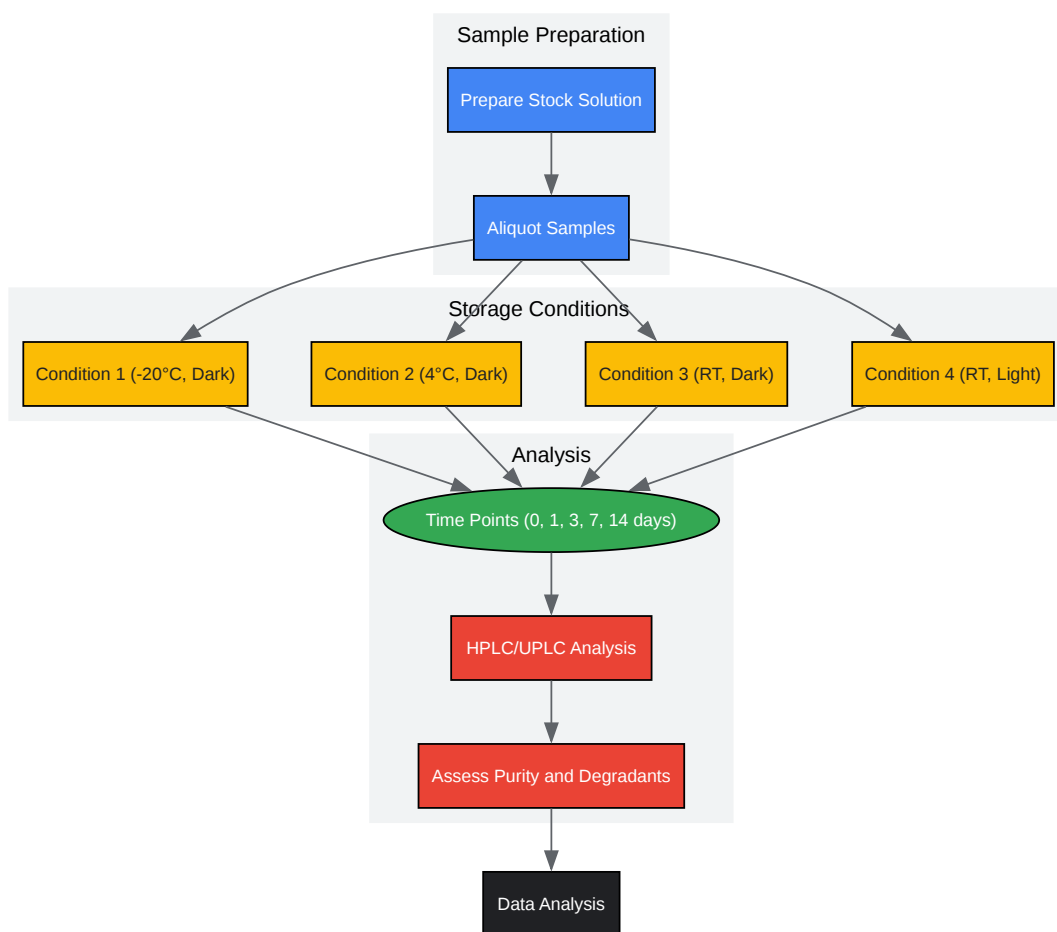 Sample Preparation
Prepare Stock Solution
Aliquot Samples
Storage Conditions
Condition 1 (-20°C, Dark)
Condition 2 (4°C, Dark)
Condition 3 (RT, Dark)
Condition 4 (RT, Light)
Analysis
Time Points (0, 1, 3, 7, 14 days)
HPLC/UPLC Analysis
Assess Purity and Degradants
Data Analysis